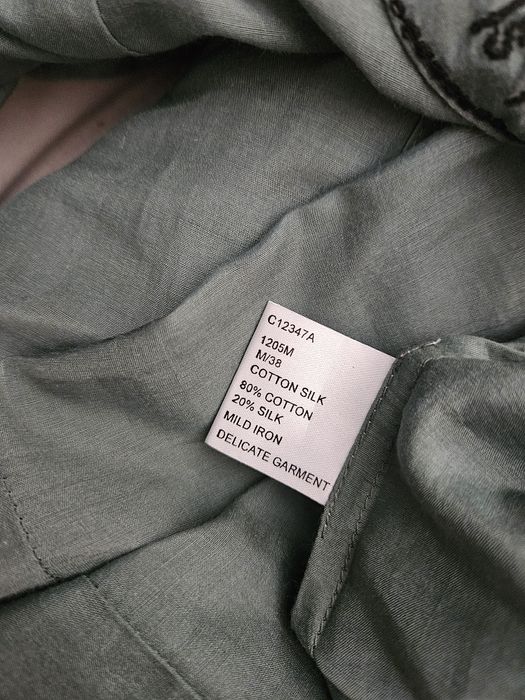 C12347A
1205M
M/38
COTTON SILK
80% COTTON
20% SILK
MILD IRON
DELICATE GARMENT